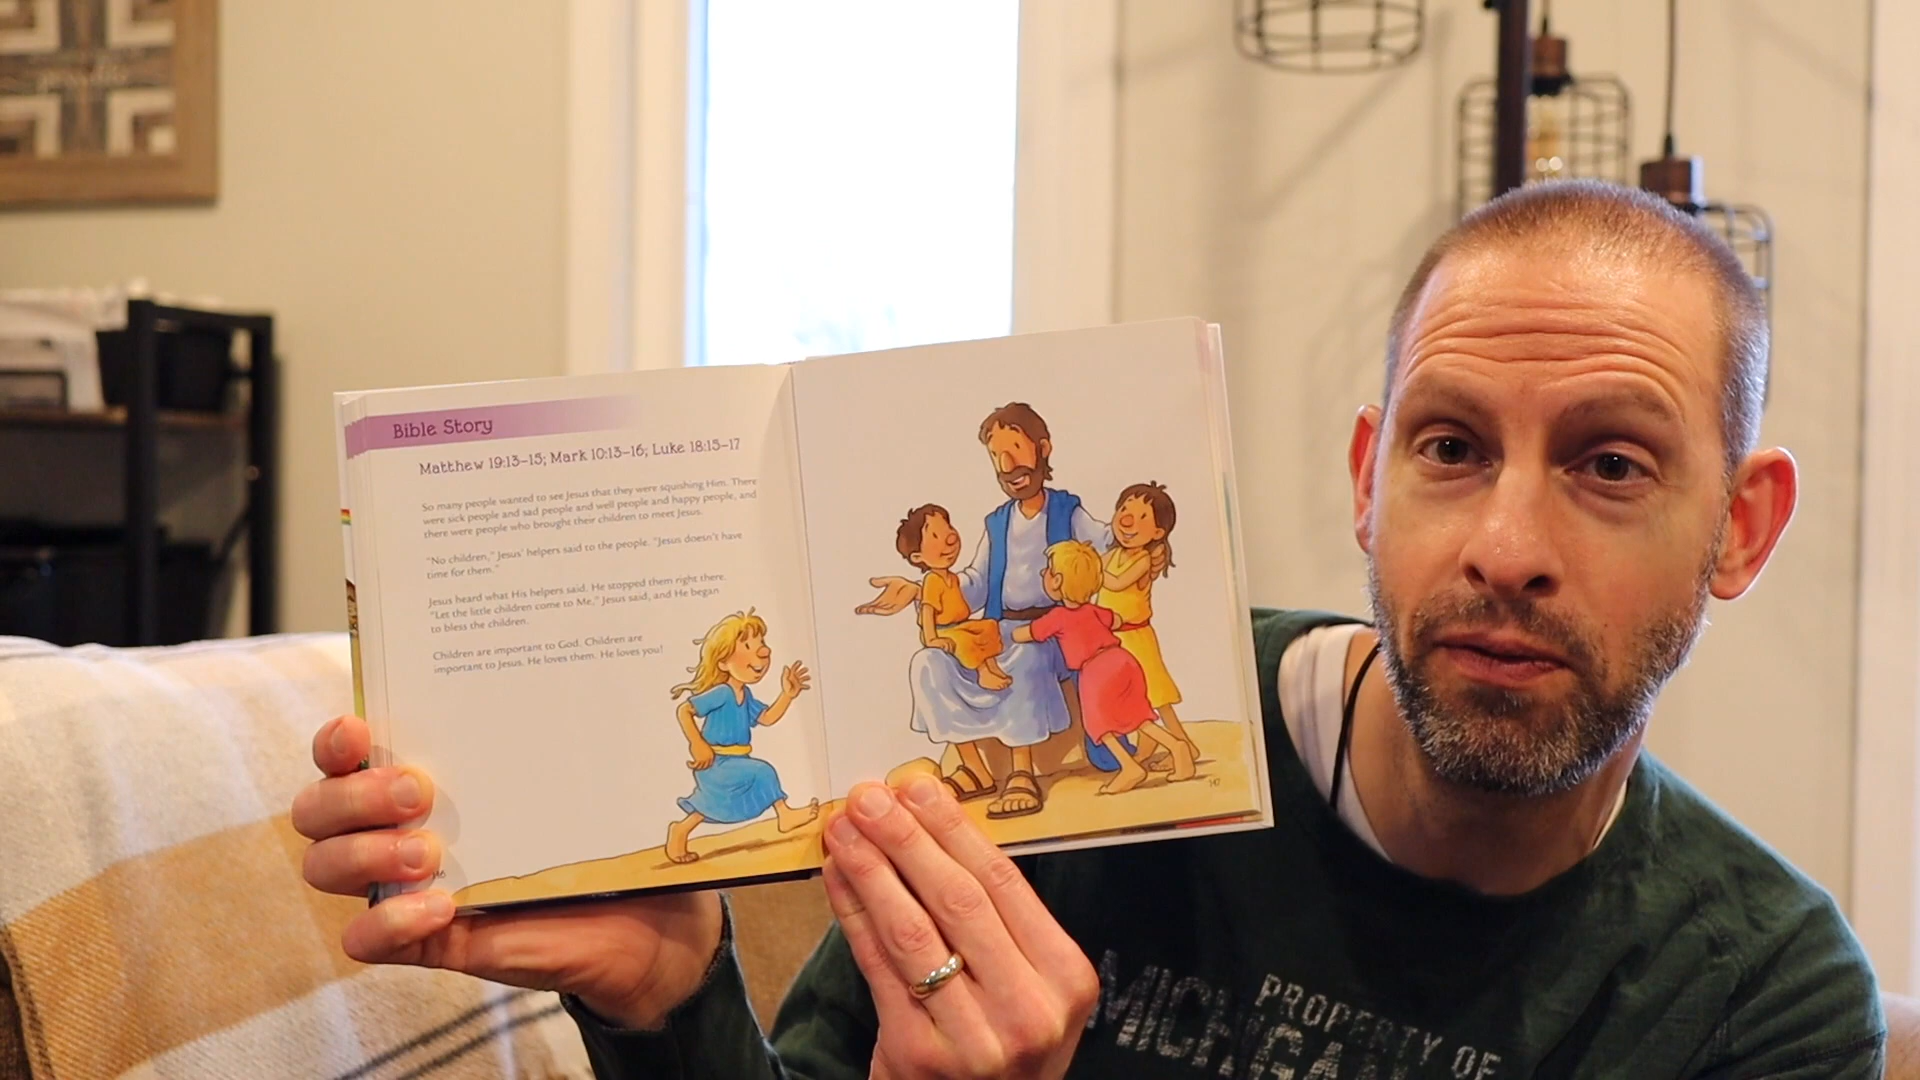 Bible Story
Matthew 19:13–15; Mark 10:13–16; Luke 18:15–17
So many people wanted to see Jesus that they were squishing Him. There
were sick people and sad people and well people and happy people, and
there were people who brought their children to meet Jesus.
"No children," Jesus' helpers said to the people. "Jesus doesn't have
time for them."
Jesus heard what His helpers said. He stopped them right there.
"Let the little children come to Me," Jesus said, and He began
to bless the children.
Children are important to God. Children are
important to Jesus. He loves them. He loves you!
146
147
PROPERTY OF
MICHIGAN